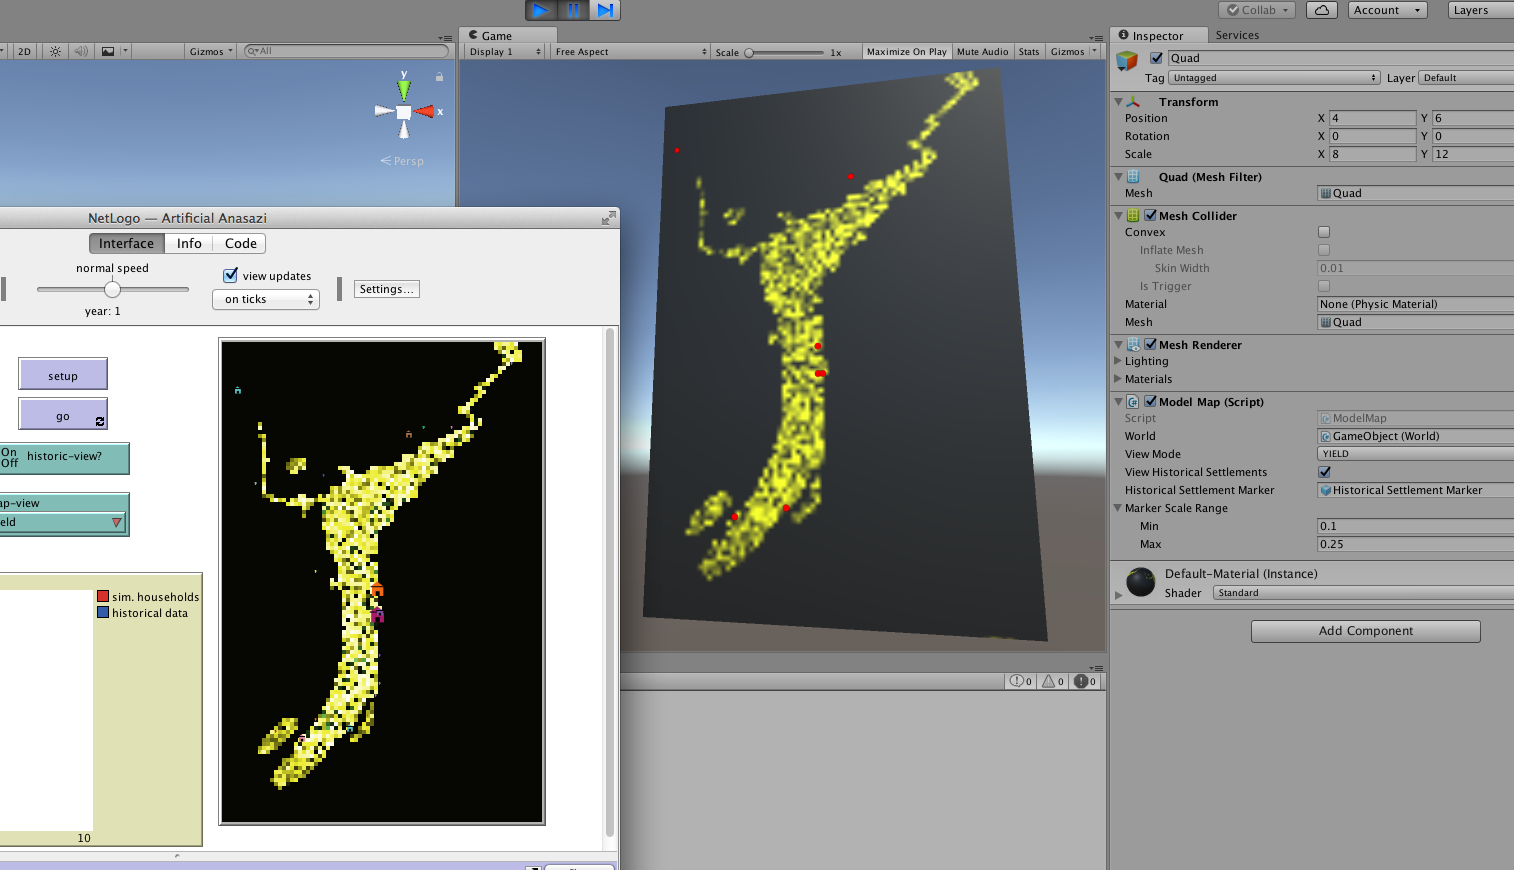 Collab
Account
Layers
2D
Gizmos
All
y
x
Persp
Game
Display 1
Free Aspect
Scale
1x
Maximize On Play
Mute Audio
Stats
Gizmos
0
0
0
Inspector
Services
Quad
Tag
Untagged
Layer
Default
Transform
Position
X 4
Y 6
Rotation
X 0
Y 0
Scale
X 8
Y 12
Quad (Mesh Filter)
Mesh
Quad
Mesh Collider
Convex
Inflate Mesh
Skin Width
0.01
Is Trigger
Material
None (Physic Material)
Mesh
Quad
Mesh Renderer
Lighting
Materials
Model Map (Script)
Script
ModelMap
World
GameObject (World)
View Mode
YIELD
View Historical Settlements
Historical Settlement Marker
Historical Settlement Marker
Marker Scale Range
Min
0.1
Max
0.25
Default-Material (Instance)
Shader
Standard
Add Component
NetLogo — Artificial Anasazi
Interface
Info
Code
normal speed
year: 1
view updates
on ticks
Settings...
setup
go
On
Off
historic-view?
ap-view
eld
sim. households
historical data
10